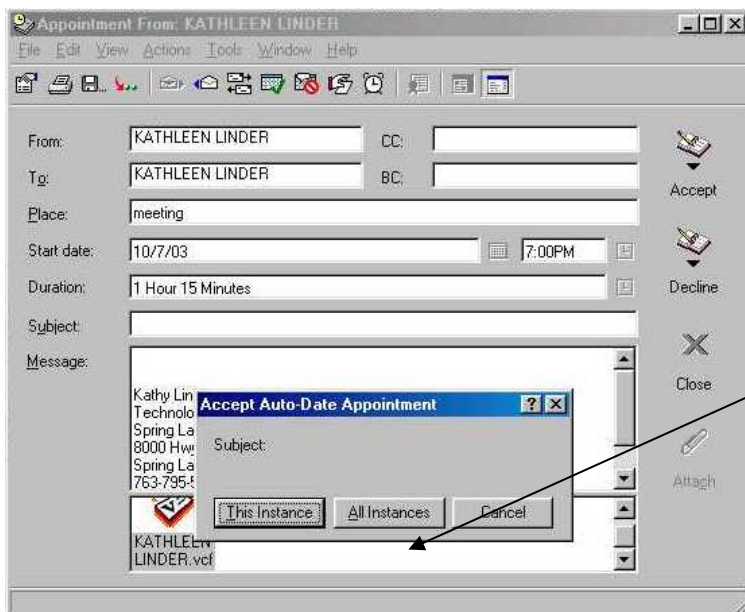 Appointment From: KATHLEEN LINDER
File Edit View Actions Tools Window Help
From: KATHLEEN LINDER CC:
To: KATHLEEN LINDER BC:
Accept
Place: meeting
Start date: 10/7/03 7:00PM
Duration: 1 Hour 15 Minutes
Decline
Subject:
Message:
Close
Kathy Lin
Technolo
Spring La
8000 Hwy
Spring La
763-795-5
Accept Auto-Date Appointment
Subject:
This Instance All Instances Cancel
Attach
KATHLEEN
LINDER.vcf